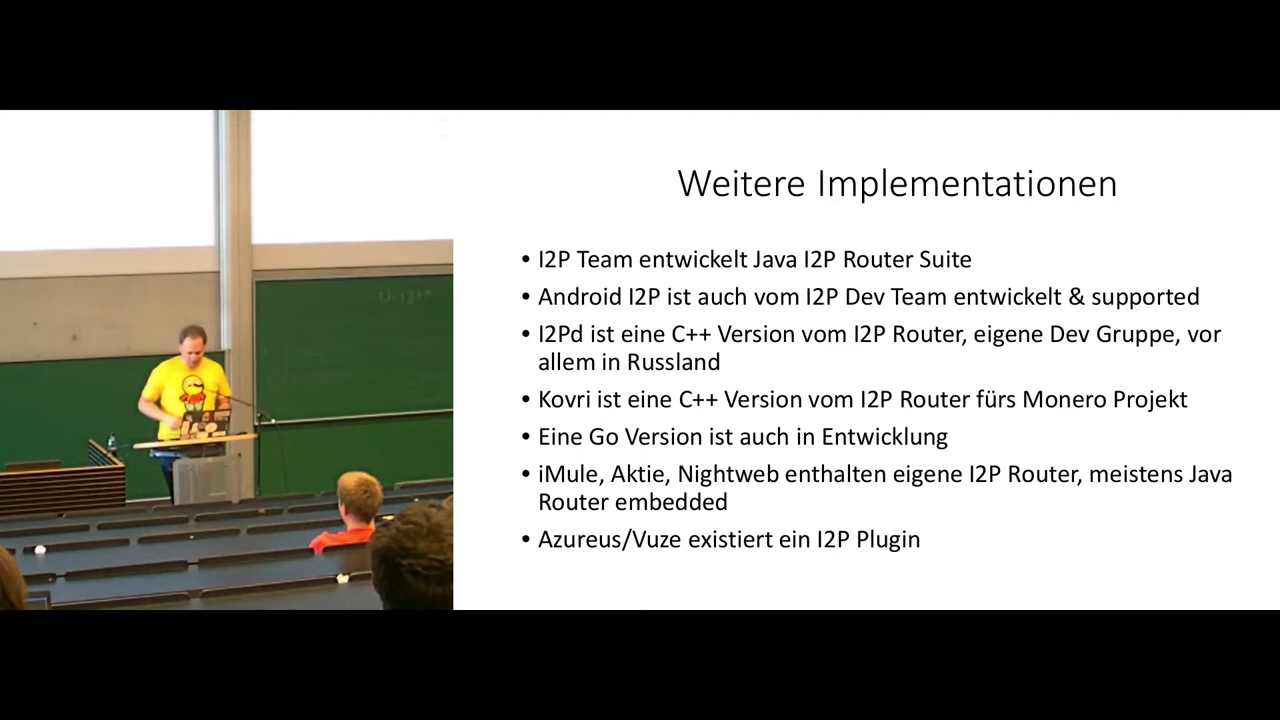 Weitere Implementationen
• I2P Team entwickelt Java I2P Router Suite
• Android I2P ist auch vom I2P Dev Team entwickelt & supported
• I2Pd ist eine C++ Version vom I2P Router, eigene Dev Gruppe, vor
allem in Russland
• Kovri ist eine C++ Version vom I2P Router fürs Monero Projekt
• Eine Go Version ist auch in Entwicklung
• iMule, Aktie, Nightweb enthalten eigene I2P Router, meistens Java
Router embedded
• Azureus/Vuze existiert ein I2P Plugin